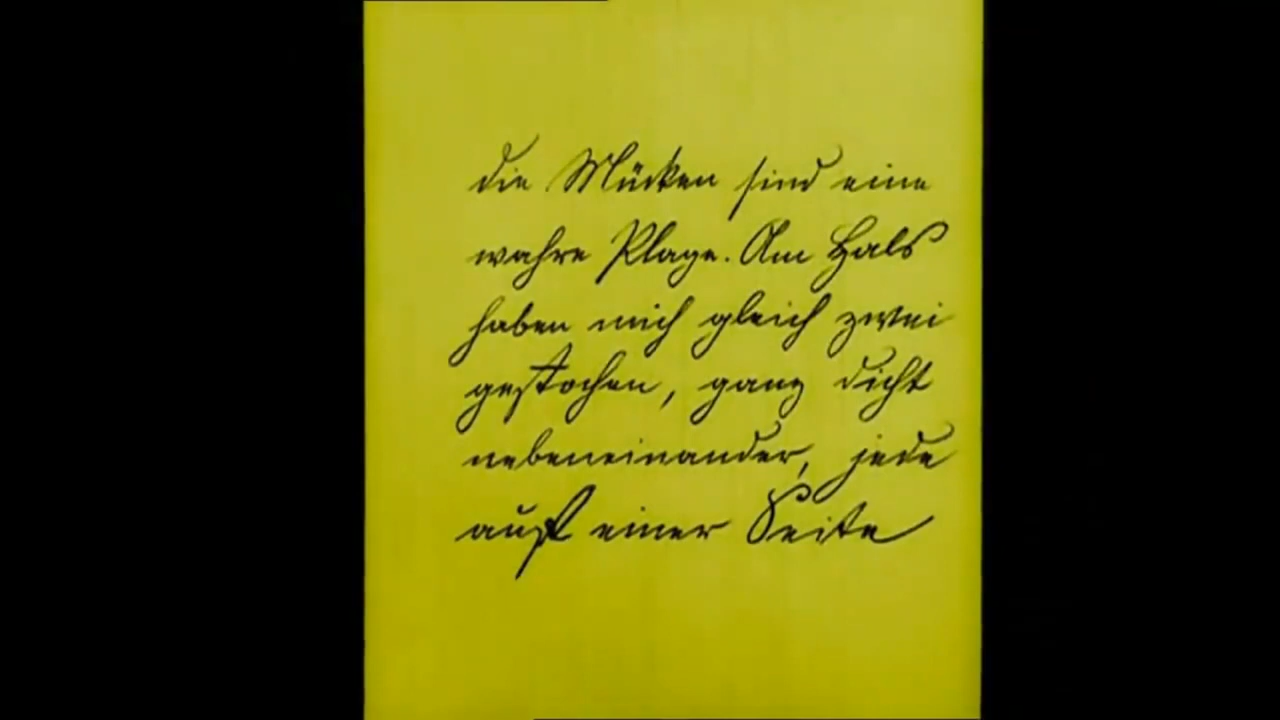 die Mücken sind eine
wahre Plage. Am Hals
haben mich gleich zwei
gestochen, ganz dicht
nebeneinander, jede
auf einer Seite